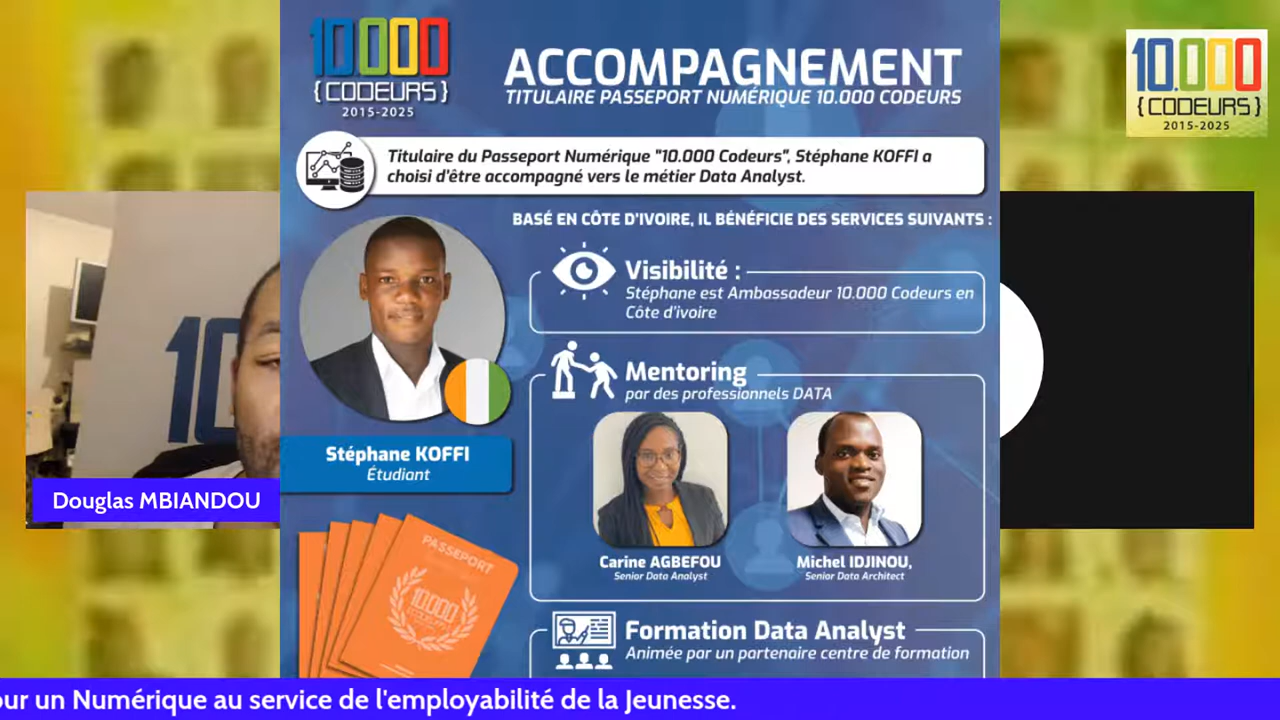 10.000
{CODEURS}
2015-2025
ACCOMPAGNEMENT
TITULAIRE PASSEPORT NUMÉRIQUE 10.000 CODEURS
10.000
{CODEURS}
2015-2025
Titulaire du Passeport Numérique "10.000 Codeurs", Stéphane KOFFI a
choisi d'être accompagné vers le métier Data Analyst.
BASÉ EN CÔTE D'IVOIRE, IL BÉNÉFICIE DES SERVICES SUIVANTS :
Visibilité :
Stéphane est Ambassadeur 10.000 Codeurs en
Côte d'ivoire
Mentoring
par des professionnels DATA
Stéphane KOFFI
Étudiant
10
Douglas MBIANDOU
Carine AGBEFOU
Senior Data Analyst
Michel IDJINOU,
Senior Data Architect
PASSEPORT
10.000
{CODEURS}
Formation Data Analyst
Animée par un partenaire centre de formation
our un Numérique au service de l'employabilité de la Jeunesse.